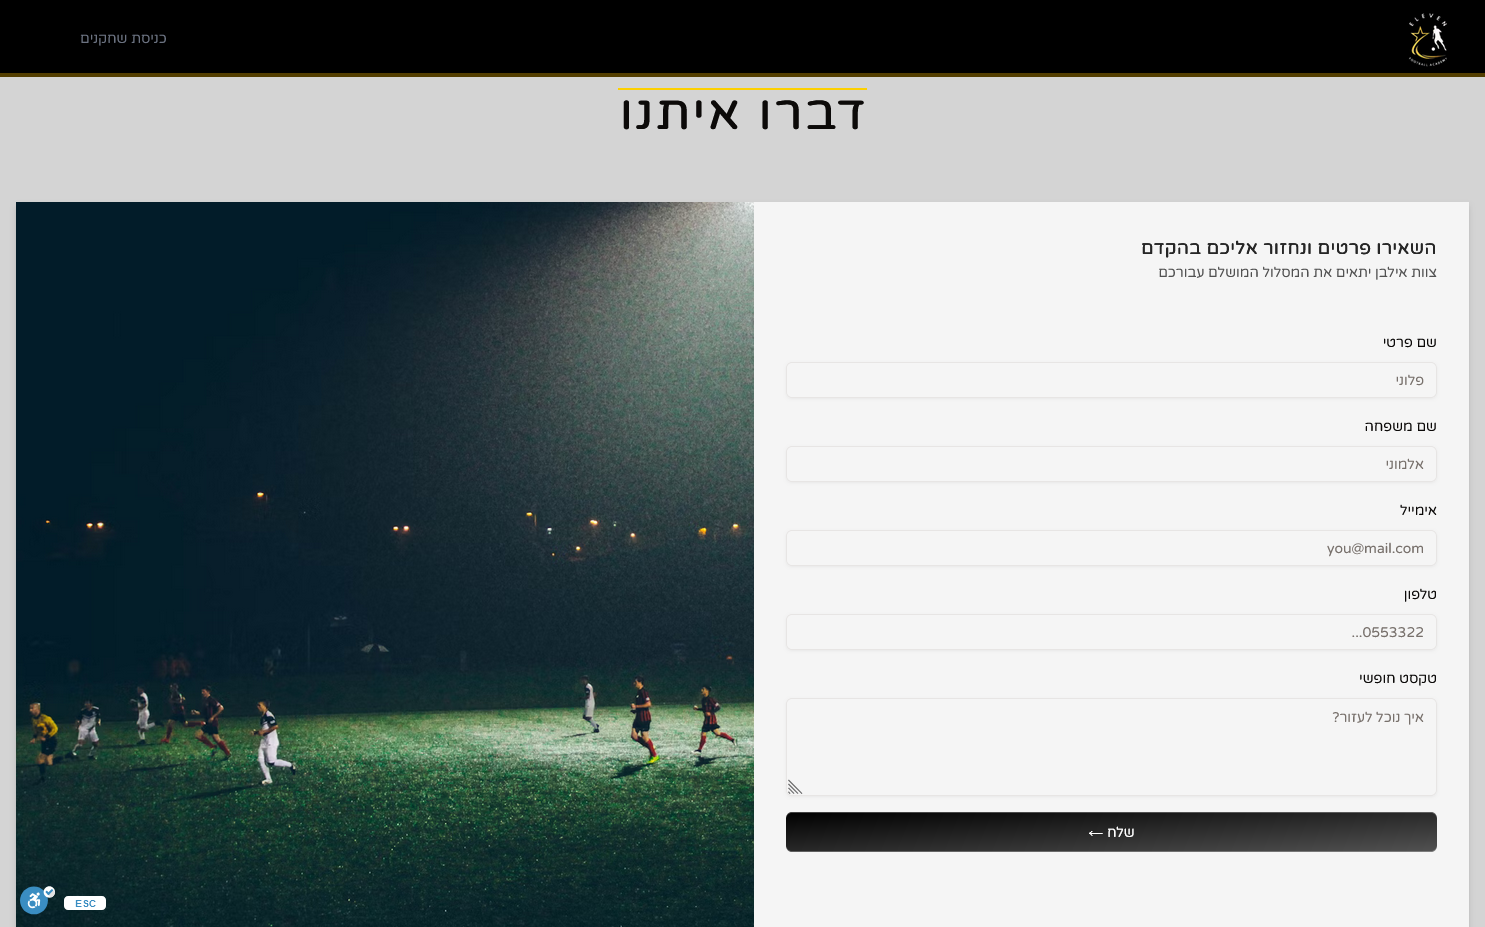 ELEVEN
FOOTBALL ACADEMY
כניסת שחקנים
דברו איתנו
השאירו פרטים ונחזור אליכם בהקדם
צוות אילבן יתאים את המסלול המושלם עבורכם
שם פרטי
פלוני
שם משפחה
אלמוני
אימייל
you@mail.com
טלפון
0553322...
טקסט חופשי
איך נוכל לעזור?
שלח ←
ESC